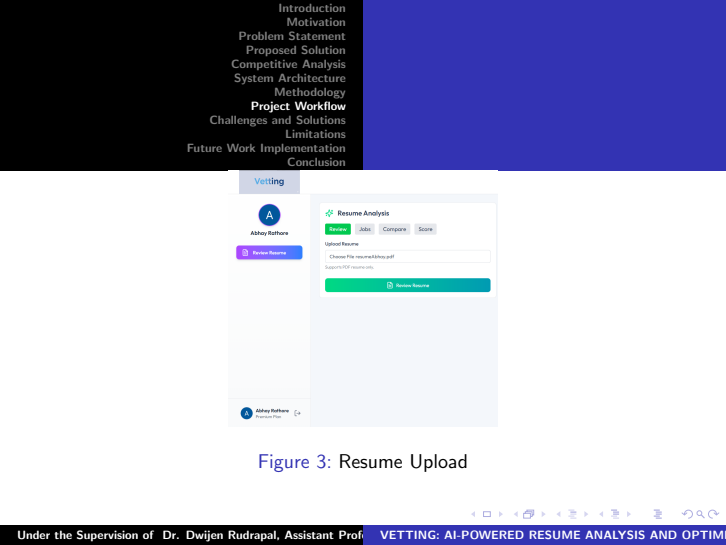 Introduction
Motivation
Problem Statement
Proposed Solution
Competitive Analysis
System Architecture
Methodology
Project Workflow
Challenges and Solutions
Limitations
Future Work Implementation
Conclusion
Vetting
A
Abhay Rathore
Review Resume
Resume Analysis
Review Jobs Compare Score
Upload Resume
Choose File resumeAbhay.pdf
Supports PDF resume only.
Review Resume
A
Abhay Rathore
Premium Plan
Figure 3: Resume Upload
Under the Supervision of Dr. Dwijen Rudrapal, Assistant Prof
VETTING: AI-POWERED RESUME ANALYSIS AND OPTIM